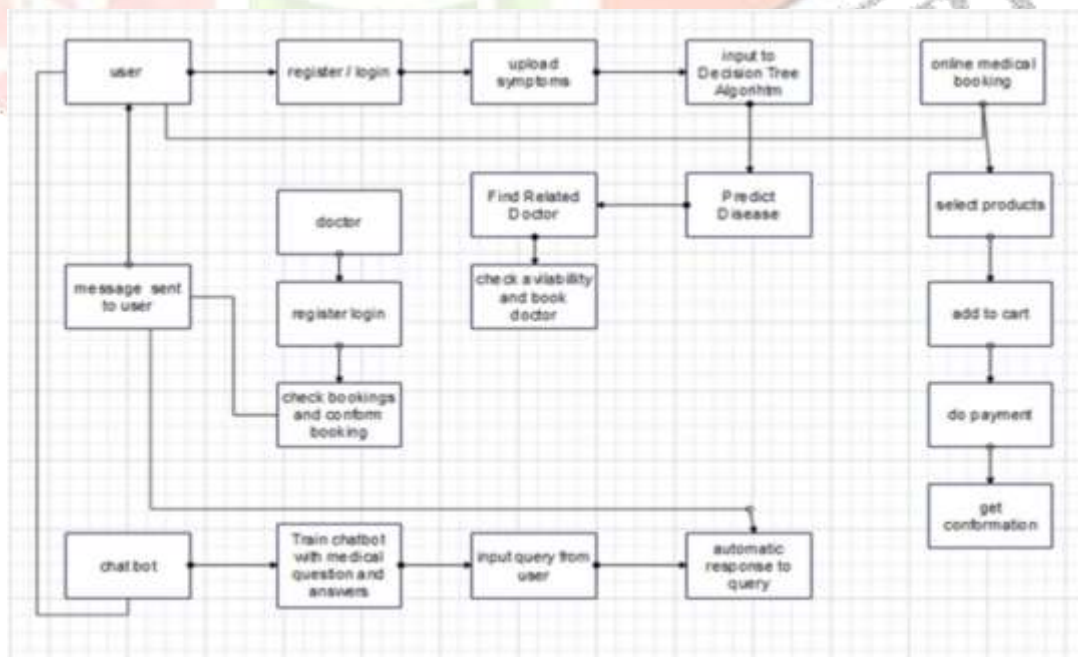 user
register / login
upload
symptoms
input to
Decision Tree
Algorihtm
online medical
booking
Find Related
Doctor
Predict
Disease
select products
doctor
message sent
to user
register login
check avilability
and book
doctor
add to cart
check bookings
and conform
booking
do payment
get
conformation
chat bot
Train chatbot
with medical
question and
answers
input query from
user
automatic
response to
query